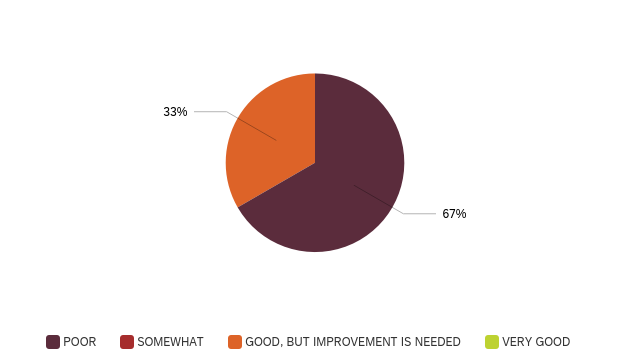 33%
67%
POOR
SOMEWHAT
GOOD, BUT IMPROVEMENT IS NEEDED
VERY GOOD